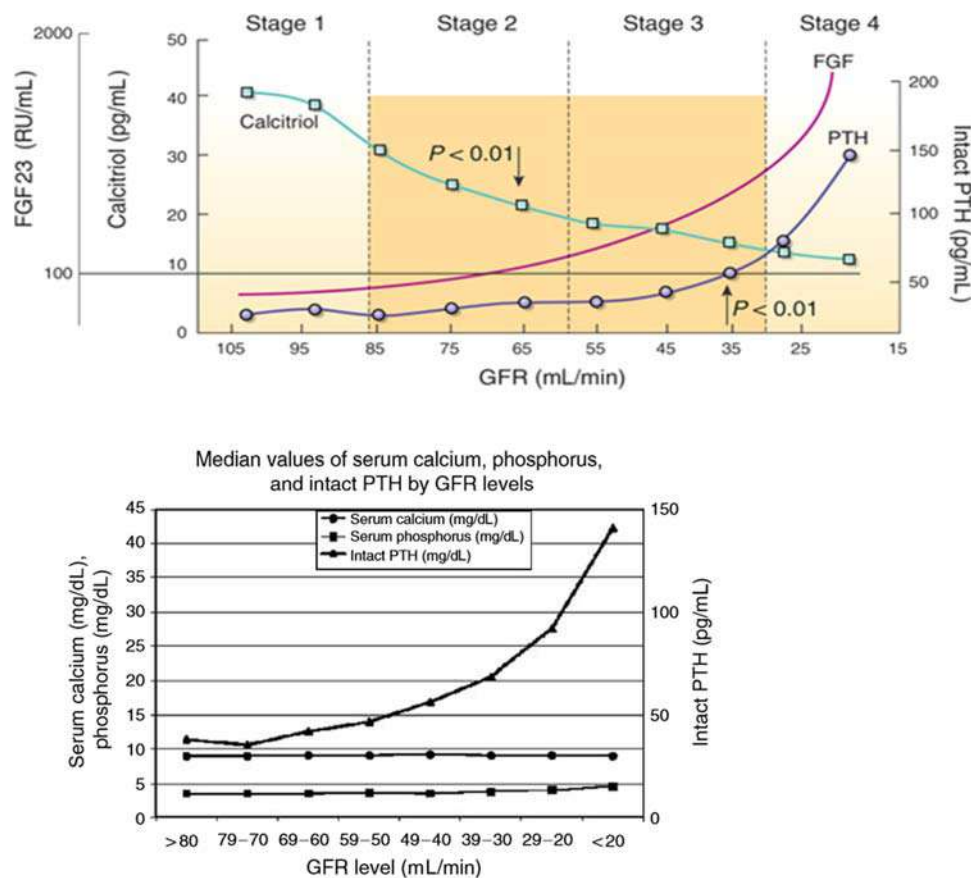 Stage 1 Stage 2 Stage 3 Stage 4
2000
50
FGF
200
40
Calcitriol
PTH
P < 0.01
30
150
FGF23 (RU/mL)
Calcitriol (pg/mL)
Intact PTH (pg/mL)
20
100
100
10
50
P < 0.01
0
105 95 85 75 65 55 45 35 25 15
GFR (mL/min)
Median values of serum calcium, phosphorus,
and intact PTH by GFR levels
45
150
Serum calcium (mg/dL)
Serum phosphorus (mg/dL)
Intact PTH (mg/dL)
40
35
30
100
25
Serum calcium (mg/dL),
phosphorus (mg/dL)
Intact PTH (pg/mL)
20
15
50
10
5
0
0
>80 79–70 69–60 59–50 49–40 39–30 29–20 <20
GFR level (mL/min)